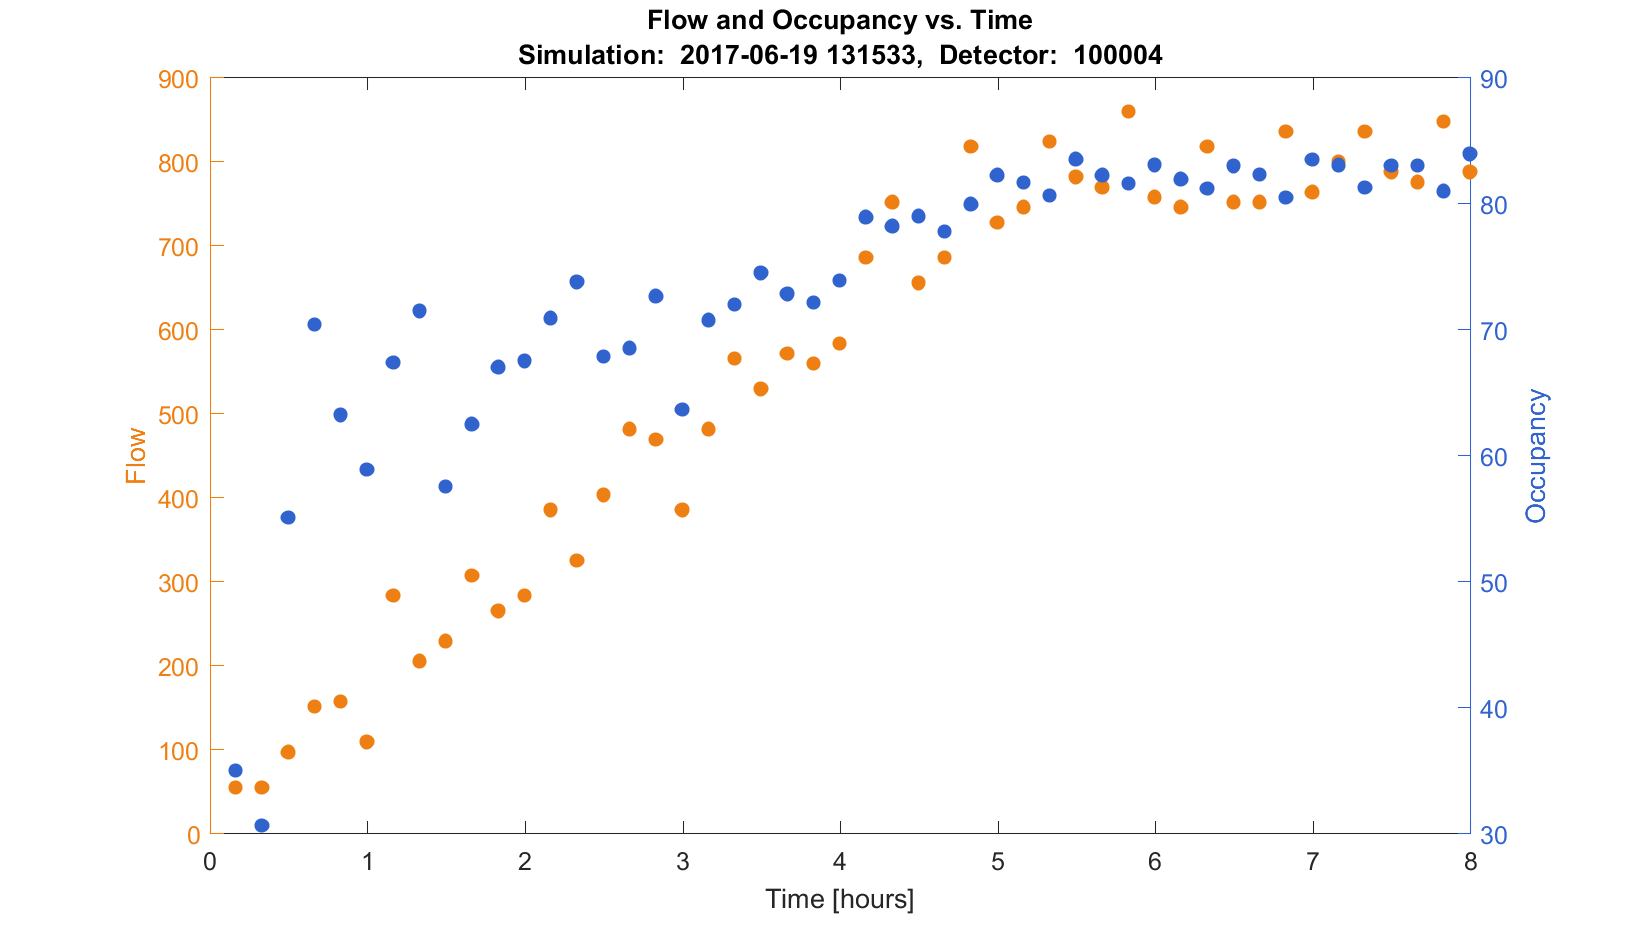 Flow and Occupancy vs. Time
Simulation:  2017-06-19 131533,  Detector:  100004
900
800
700
600
500
400
300
200
100
0
Flow
90
80
70
60
50
40
30
Occupancy
0 1 2 3 4 5 6 7 8
Time [hours]